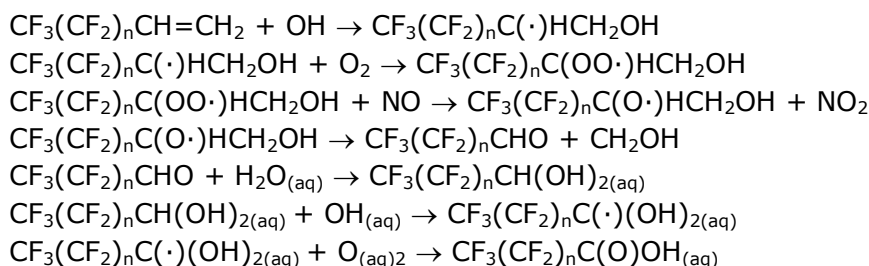 CF₃(CF₂)ₙCH=CH₂ + OH → CF₃(CF₂)ₙC(·)HCH₂OH
CF₃(CF₂)ₙC(·)HCH₂OH + O₂ → CF₃(CF₂)ₙC(OO·)HCH₂OH
CF₃(CF₂)ₙC(OO·)HCH₂OH + NO → CF₃(CF₂)ₙC(O·)HCH₂OH + NO₂
CF₃(CF₂)ₙC(O·)HCH₂OH → CF₃(CF₂)ₙCHO + CH₂OH
CF₃(CF₂)ₙCHO + H₂O₍aq₎ → CF₃(CF₂)ₙCH(OH)₂₍aq₎
CF₃(CF₂)ₙCH(OH)₂₍aq₎ + OH₍aq₎ → CF₃(CF₂)ₙC(·)(OH)₂₍aq₎
CF₃(CF₂)ₙC(·)(OH)₂₍aq₎ + O₍aq₎₂ → CF₃(CF₂)ₙC(O)OH₍aq₎